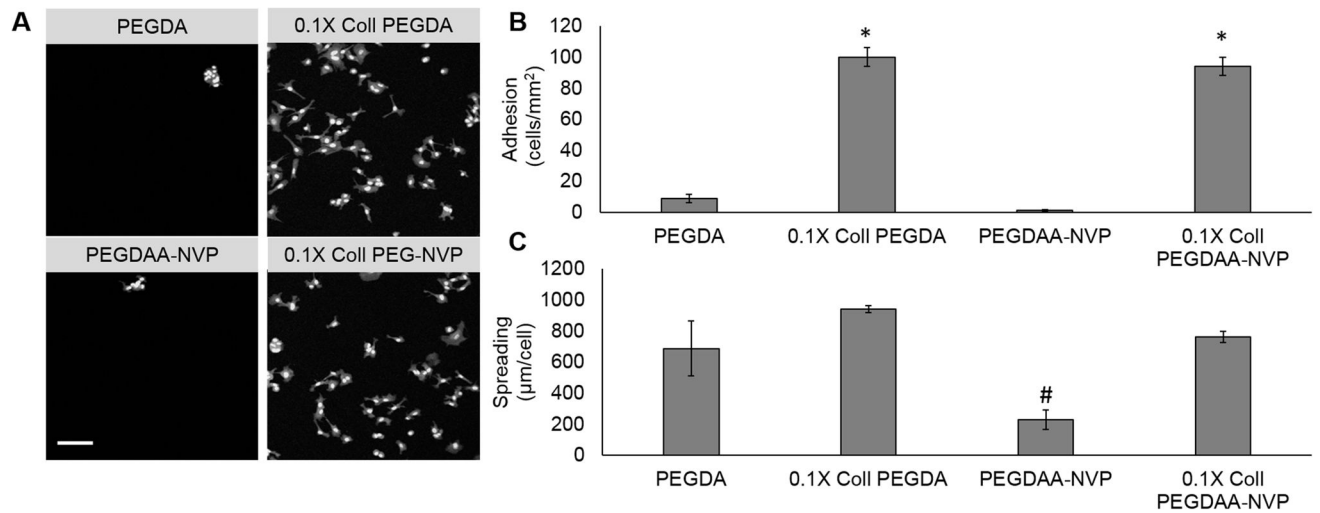 A
PEGDA
0.1X Coll PEGDA
PEGDAA-NVP
0.1X Coll PEG-NVP
B
Adhesion
(cells/mm²)
120
100
80
60
40
20
0
*
*
PEGDA
0.1X Coll PEGDA
PEGDAA-NVP
0.1X Coll
PEGDAA-NVP
C
Spreading
(µm/cell)
1200
1000
800
600
400
200
0
#
PEGDA
0.1X Coll PEGDA
PEGDAA-NVP
0.1X Coll
PEGDAA-NVP